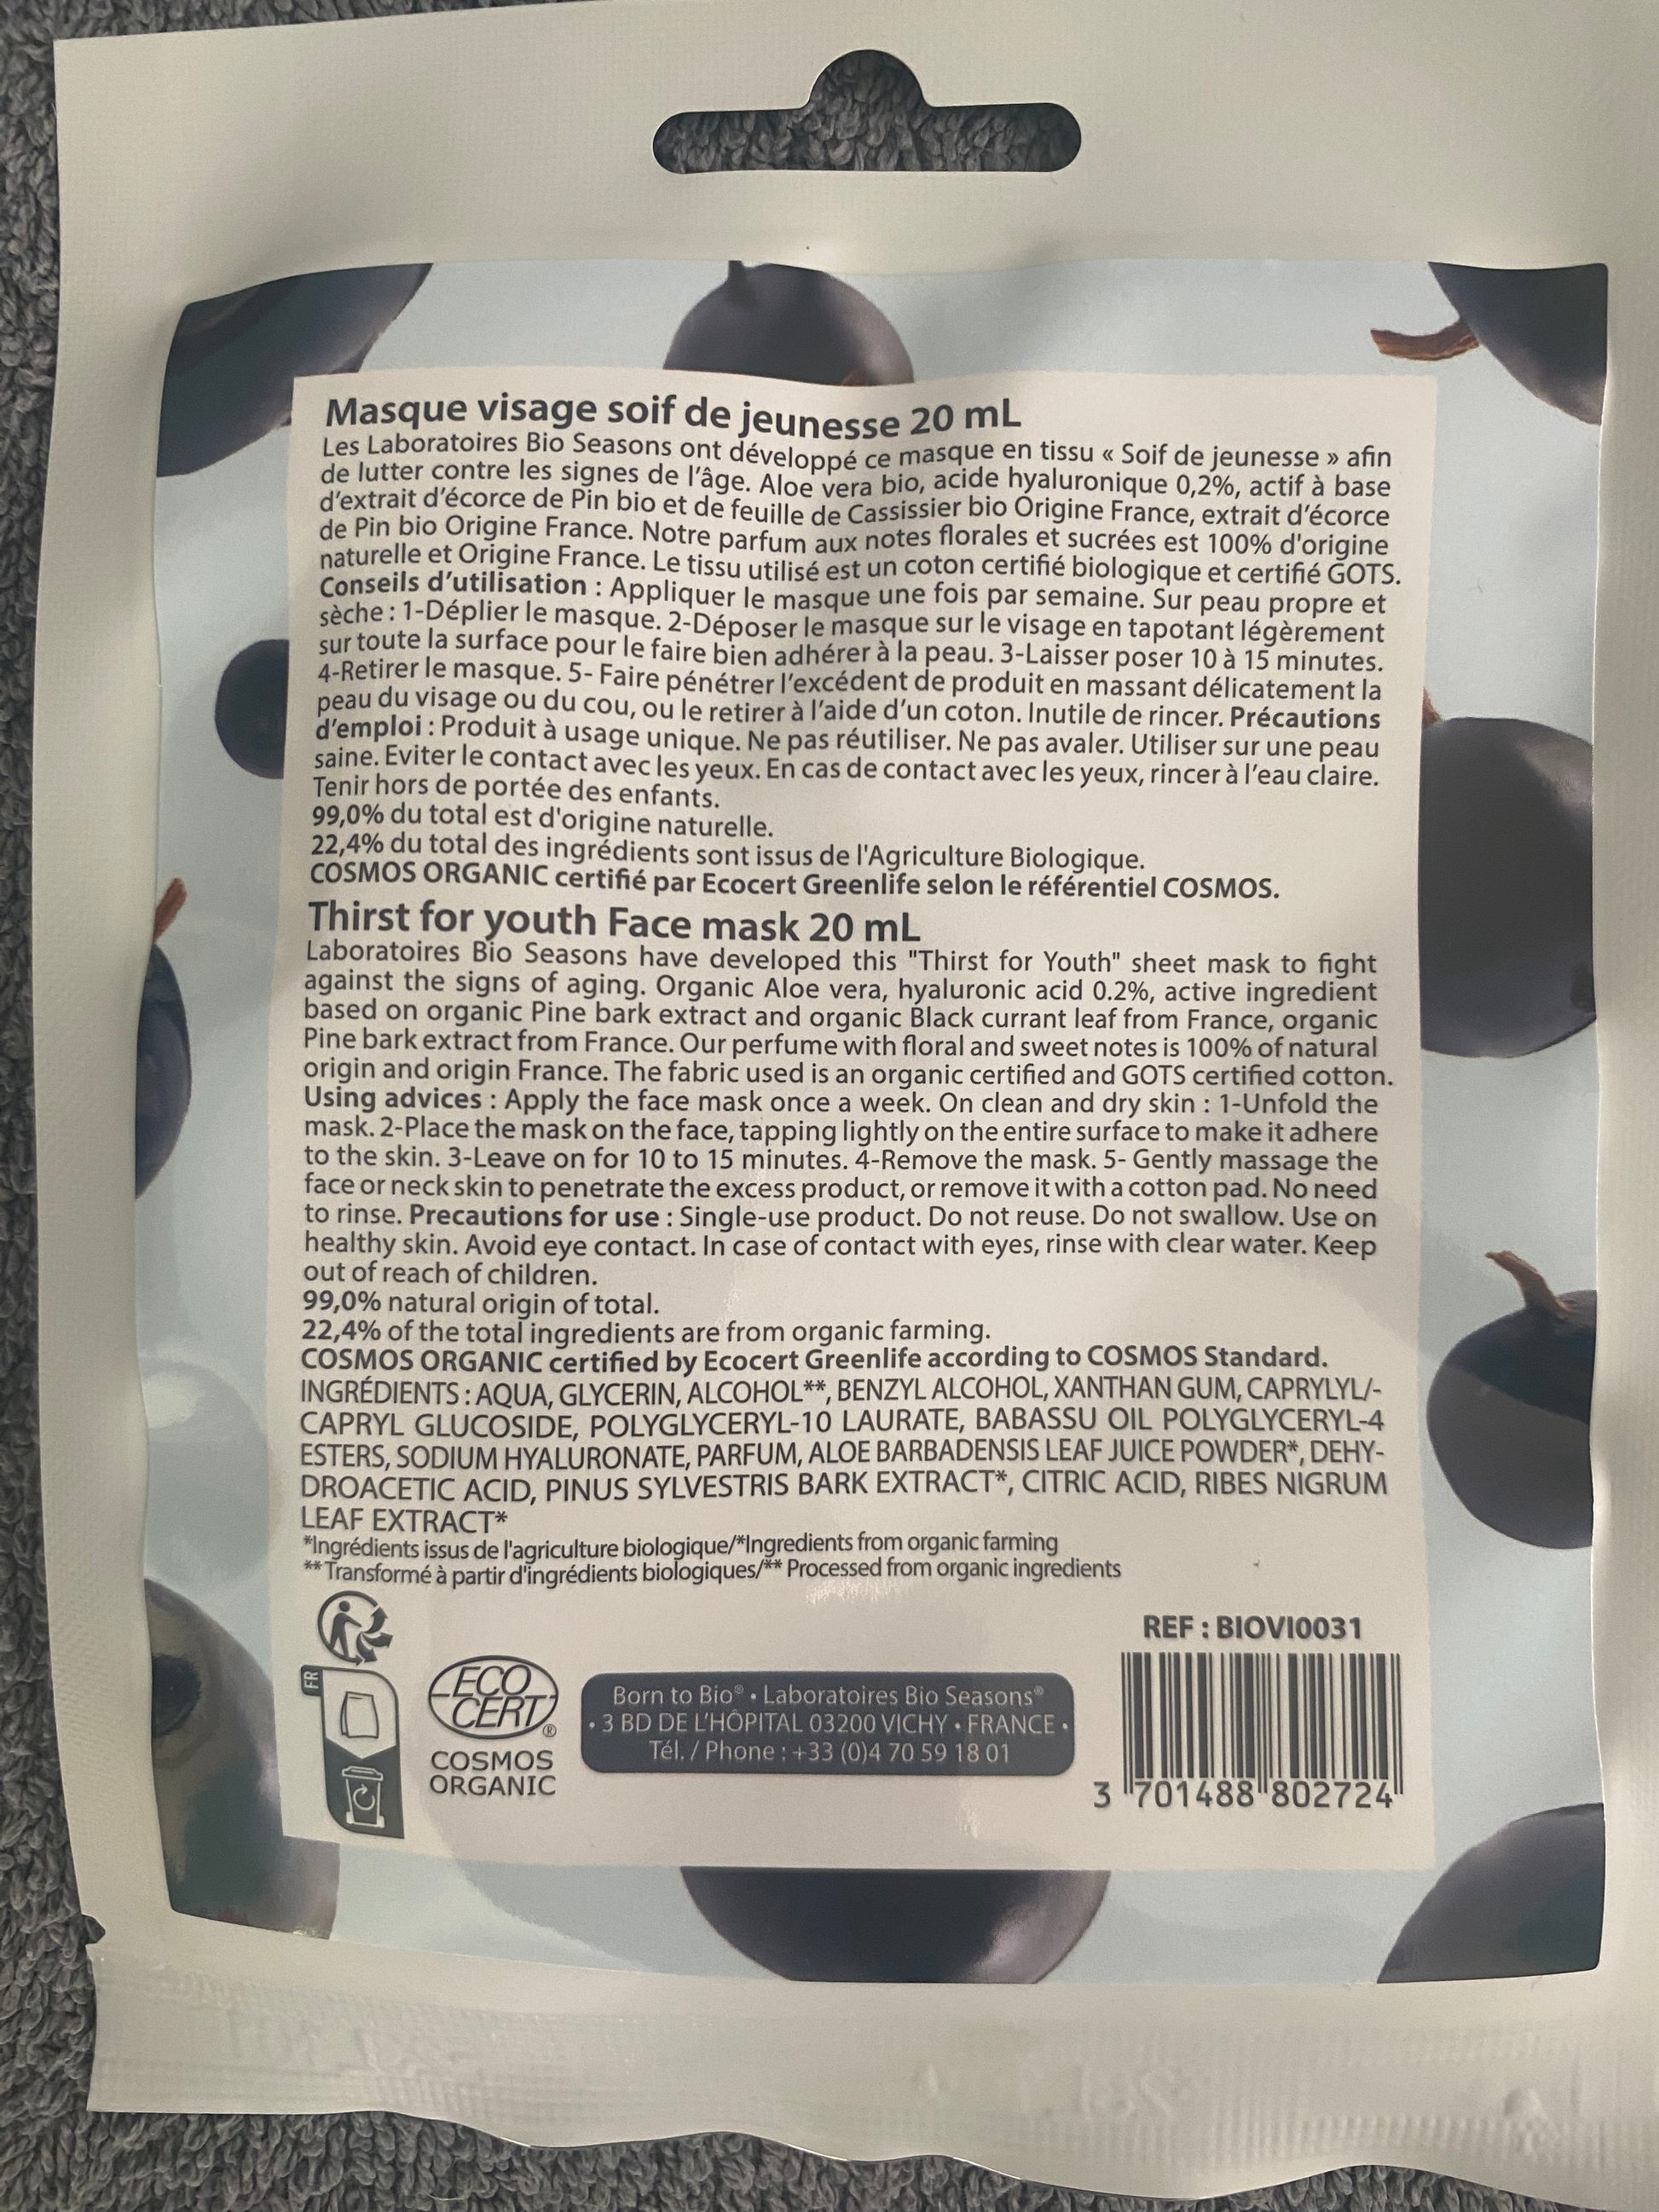 Masque visage soif de jeunesse 20 mL
Les Laboratoires Bio Seasons ont développé ce masque en tissu « Soif de jeunesse » afin
de lutter contre les signes de l'âge. Aloe vera bio, acide hyaluronique 0,2%, actif à base
d'extrait d'écorce de Pin bio et de feuille de Cassissier bio Origine France, extrait d'écorce
de Pin bio Origine France. Notre parfum aux notes florales et sucrées est 100% d'origine
naturelle et Origine France. Le tissu utilisé est un coton certifié biologique et certifié GOTS.
Conseils d'utilisation : Appliquer le masque une fois par semaine. Sur peau propre et
sèche : 1-Déplier le masque. 2-Déposer le masque sur le visage en tapotant légèrement
sur toute la surface pour le faire bien adhérer à la peau. 3-Laisser poser 10 à 15 minutes.
4-Retirer le masque. 5- Faire pénétrer l'excédent de produit en massant délicatement la
peau du visage ou du cou, ou le retirer à l'aide d'un coton. Inutile de rincer. Précautions
d'emploi : Produit à usage unique. Ne pas réutiliser. Ne pas avaler. Utiliser sur une peau
saine. Eviter le contact avec les yeux. En cas de contact avec les yeux, rincer à l'eau claire.
Tenir hors de portée des enfants.
99,0% du total est d'origine naturelle.
22,4% du total des ingrédients sont issus de l'Agriculture Biologique.
COSMOS ORGANIC certifié par Ecocert Greenlife selon le référentiel COSMOS.
Thirst for youth Face mask 20 mL
Laboratoires Bio Seasons have developed this "Thirst for Youth" sheet mask to fight
against the signs of aging. Organic Aloe vera, hyaluronic acid 0.2%, active ingredient
based on organic Pine bark extract and organic Black currant leaf from France, organic
Pine bark extract from France. Our perfume with floral and sweet notes is 100% of natural
origin and origin France. The fabric used is an organic certified and GOTS certified cotton.
Using advices : Apply the face mask once a week. On clean and dry skin : 1-Unfold the
mask. 2-Place the mask on the face, tapping lightly on the entire surface to make it adhere
to the skin. 3-Leave on for 10 to 15 minutes. 4-Remove the mask. 5- Gently massage the
face or neck skin to penetrate the excess product, or remove it with a cotton pad. No need
to rinse. Precautions for use : Single-use product. Do not reuse. Do not swallow. Use on
healthy skin. Avoid eye contact. In case of contact with eyes, rinse with clear water. Keep
out of reach of children.
99,0% natural origin of total.
22,4% of the total ingredients are from organic farming.
COSMOS ORGANIC certified by Ecocert Greenlife according to COSMOS Standard.
INGRÉDIENTS : AQUA, GLYCERIN, ALCOHOL**, BENZYL ALCOHOL, XANTHAN GUM, CAPRYLYL/-
CAPRYL GLUCOSIDE, POLYGLYCERYL-10 LAURATE, BABASSU OIL POLYGLYCERYL-4
ESTERS, SODIUM HYALURONATE, PARFUM, ALOE BARBADENSIS LEAF JUICE POWDER*, DEHY-
DROACETIC ACID, PINUS SYLVESTRIS BARK EXTRACT*, CITRIC ACID, RIBES NIGRUM
LEAF EXTRACT*
*Ingrédients issus de l'agriculture biologique/*Ingredients from organic farming
** Transformé à partir d'ingrédients biologiques/** Processed from organic ingredients
FR
ECO
CERT®
COSMOS
ORGANIC
Born to Bio® • Laboratoires Bio Seasons®
• 3 BD DE L'HÔPITAL 03200 VICHY • FRANCE •
Tél. / Phone : +33 (0)4 70 59 18 01
REF : BIOVI0031
3 701488 802724